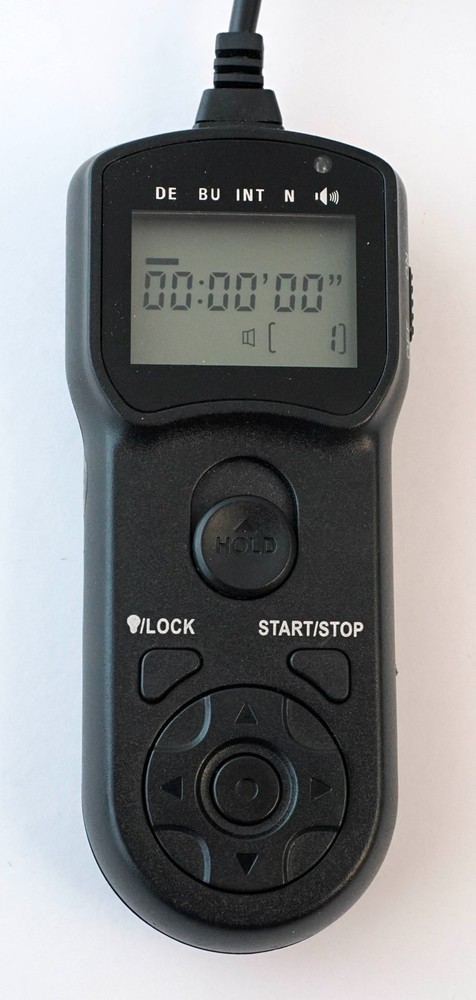 DE BU INT N
00:00'00”
[ 1]
HOLD
/LOCK START/STOP